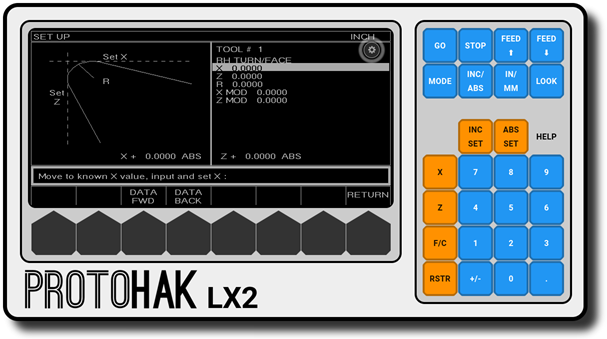 SET UP
INCH
Set X
R
Set
Z
TOOL # 1
RH TURN/FACE
X 0.0000
Z 0.0000
R 0.0000
X MOD 0.0000
Z MOD 0.0000
X + 0.0000 ABS
Z + 0.0000 ABS
Move to known X value, input and set X :
DATA FWD
DATA BACK
RETURN
PROTOHAK LX2
GO STOP FEED ⬆ FEED ⬇
MODE INC/ABS IN/MM LOOK
INC SET ABS SET HELP
X 7 8 9
Z 4 5 6
F/C 1 2 3
RSTR +/- 0 .